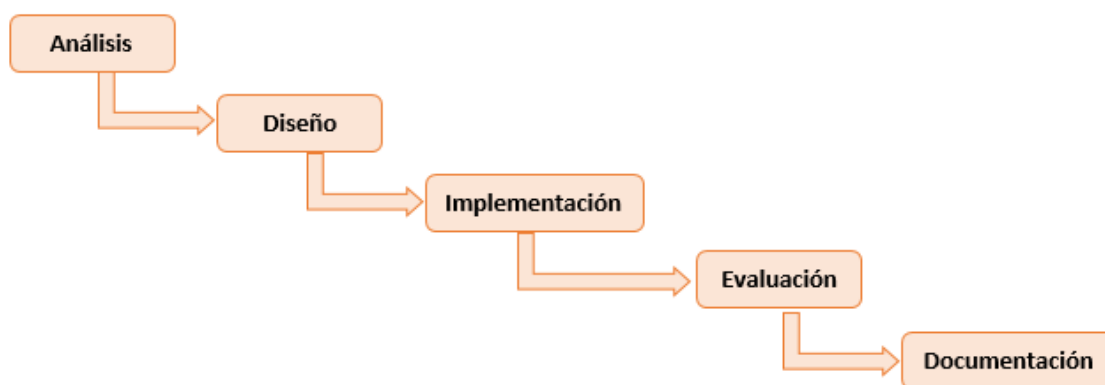 Análisis
Diseño
Implementación
Evaluación
Documentación